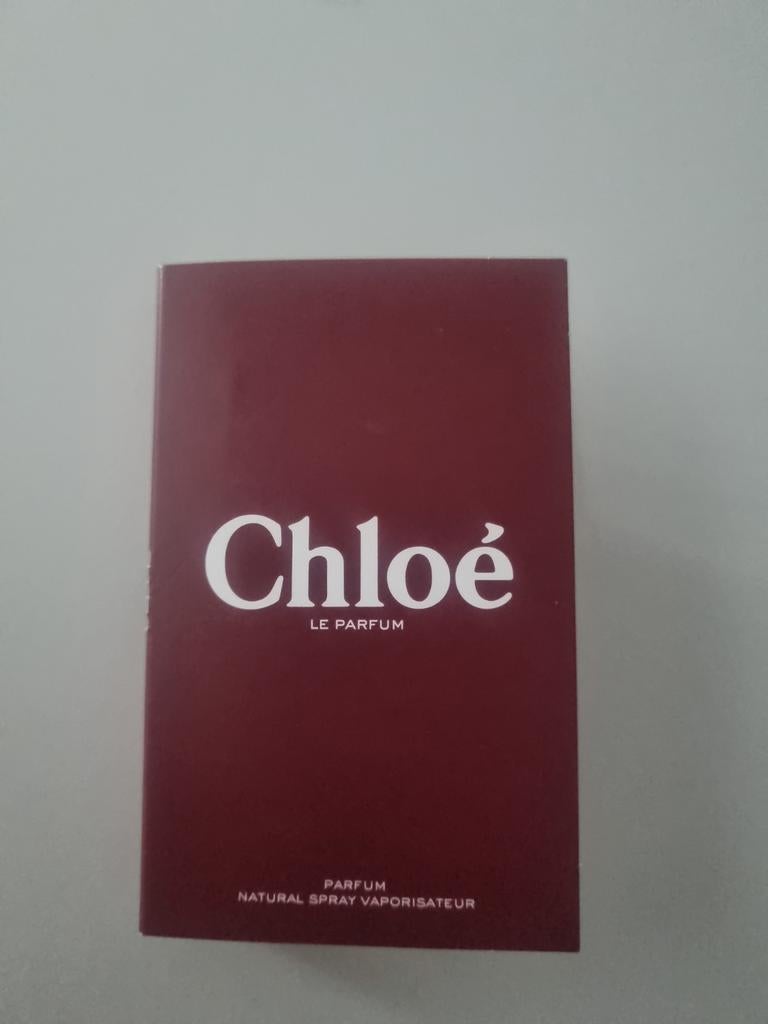 Chloé
LE PARFUM
PARFUM
NATURAL SPRAY VAPORISATEUR